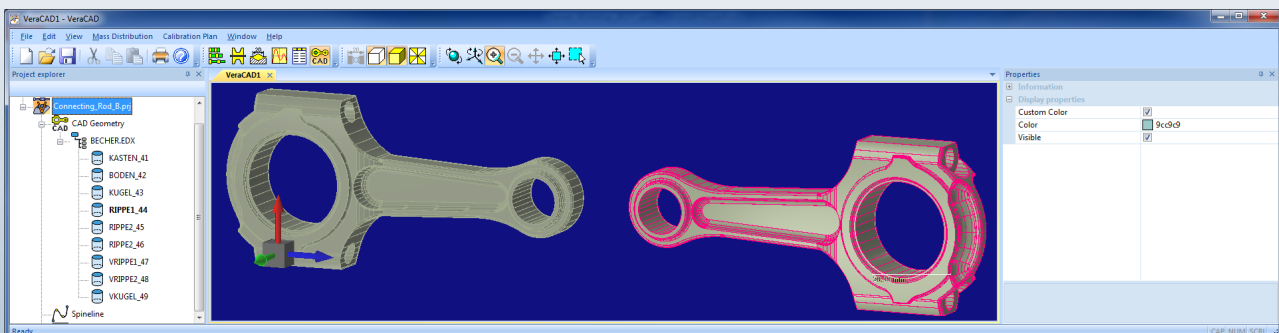 VeraCAD1 - VeraCAD
File Edit View Mass Distribution Calibration Plan Window Help
CAD
Project explorer
VeraCAD1
Properties
Connecting_Rod_B.prj
CAD Geometry
CAD
BECHER.EDX
KASTEN_41
BODEN_42
KUGEL_43
RIPPE1_44
RIPPE2_45
RIPPE2_46
VRIPPE1_47
VRIPPE2_48
VKUGEL_49
Spineline
Information
Display properties
Custom Color
Color 9cc9c9
Visible
Ready
CAP NUM SCRL